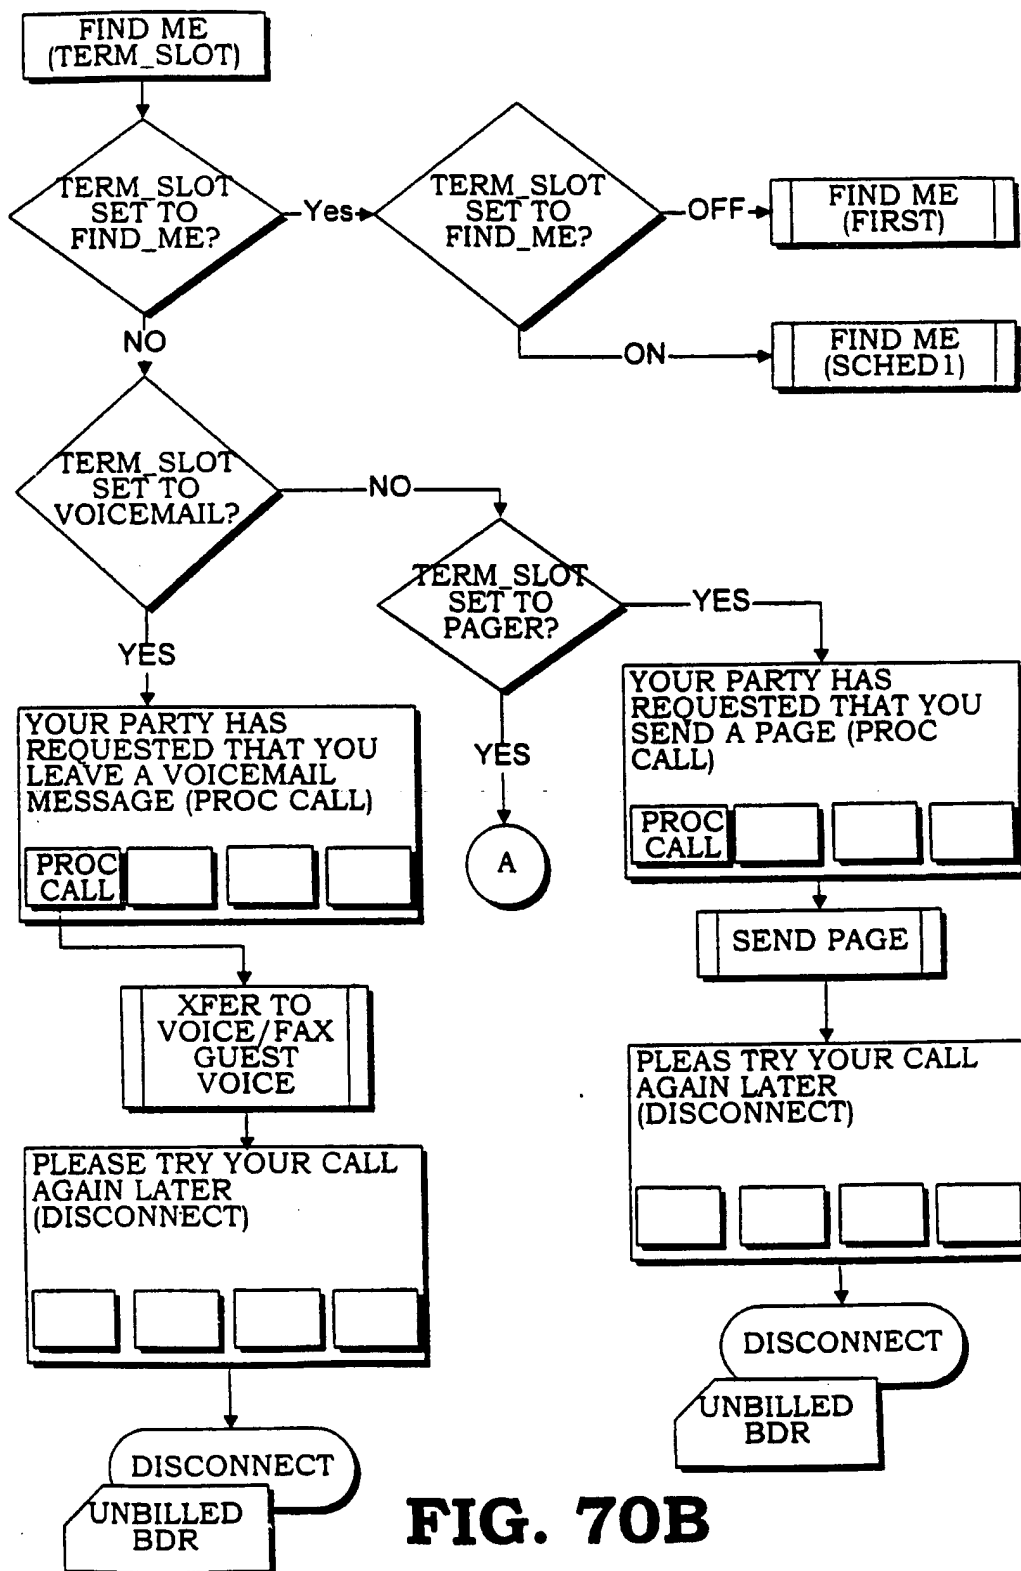 FIND ME
(TERM_SLOT)
TERM_SLOT
SET TO
FIND_ME?
Yes
TERM_SLOT
SET TO
FIND_ME?
OFF
FIND ME
(FIRST)
ON
FIND ME
(SCHED1)
NO
TERM_SLOT
SET TO
VOICEMAIL?
NO
TERM_SLOT
SET TO
PAGER?
YES
YES
YOUR PARTY HAS
REQUESTED THAT YOU
LEAVE A VOICEMAIL
MESSAGE (PROC CALL)
PROC
CALL
YES
A
YOUR PARTY HAS
REQUESTED THAT YOU
SEND A PAGE (PROC
CALL)
PROC
CALL
SEND PAGE
XFER TO
VOICE/FAX
GUEST
VOICE
PLEAS TRY YOUR CALL
AGAIN LATER
(DISCONNECT)
PLEASE TRY YOUR CALL
AGAIN LATER
(DISCONNECT)
DISCONNECT
UNBILLED
BDR
DISCONNECT
UNBILLED
BDR
FIG. 70B